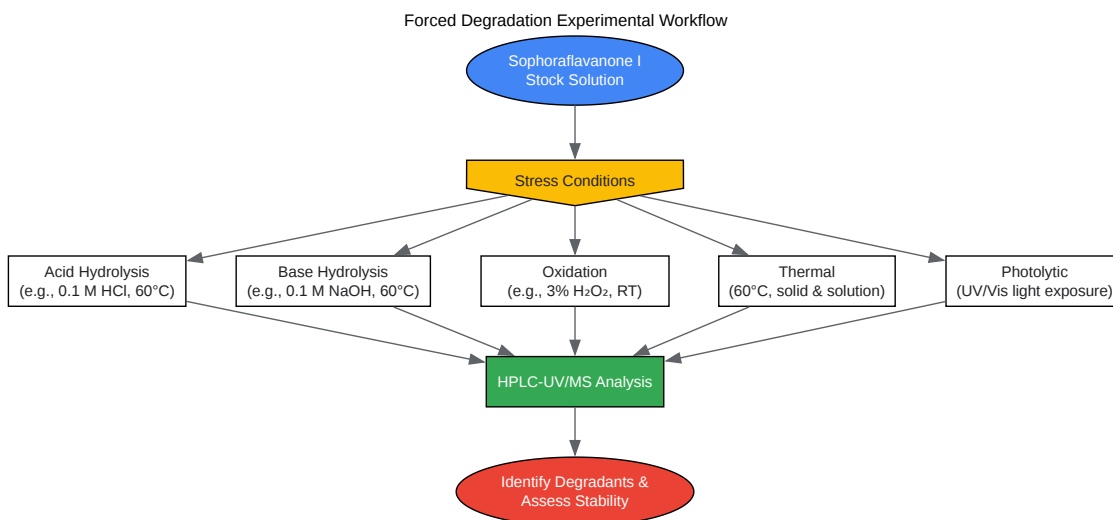 Forced Degradation Experimental Workflow
Sophoraflavanone I
Stock Solution
Stress Conditions
Acid Hydrolysis
(e.g., 0.1 M HCl, 60°C)
Base Hydrolysis
(e.g., 0.1 M NaOH, 60°C)
Oxidation
(e.g., 3% H₂O₂, RT)
Thermal
(60°C, solid & solution)
Photolytic
(UV/Vis light exposure)
HPLC-UV/MS Analysis
Identify Degradants &
Assess Stability